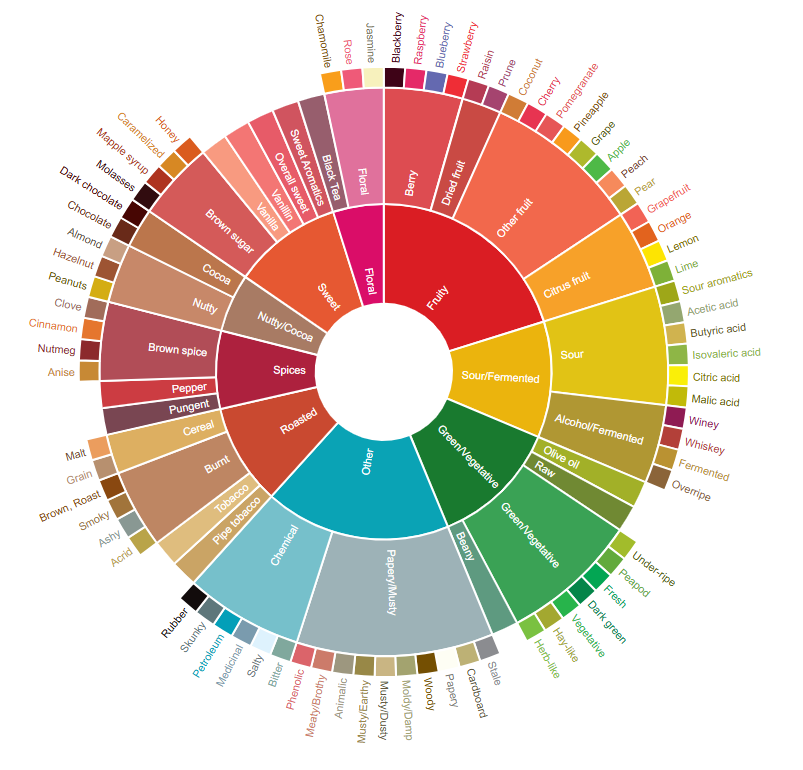 Fruity
Sour/Fermented
Green/Vegetative
Other
Roasted
Spices
Nutty/Cocoa
Sweet
Floral
Berry
Dried fruit
Other fruit
Citrus fruit
Sour
Alcohol/Fermented
Olive oil
Raw
Green/Vegetative
Beany
Papery/Musty
Chemical
Pipe tobacco
Tobacco
Burnt
Cereal
Pungent
Pepper
Brown spice
Nutty
Cocoa
Brown sugar
Vanilla
Vanillin
Overall sweet
Sweet Aromatics
Black Tea
Floral
Blackberry
Raspberry
Blueberry
Strawberry
Raisin
Prune
Coconut
Cherry
Pomegranate
Pineapple
Grape
Apple
Peach
Pear
Grapefruit
Orange
Lemon
Lime
Sour aromatics
Acetic acid
Butyric acid
Isovaleric acid
Citric acid
Malic acid
Winey
Whiskey
Fermented
Overripe
Under-ripe
Peapod
Fresh
Dark green
Vegetative
Hay-like
Herb-like
Stale
Cardboard
Papery
Woody
Moldy/Damp
Musty/Dusty
Musty/Earthy
Animalic
Meaty/Brothy
Phenolic
Bitter
Salty
Medicinal
Petroleum
Skunky
Rubber
Acrid
Ashy
Smoky
Brown, Roast
Grain
Malt
Anise
Nutmeg
Cinnamon
Clove
Peanuts
Hazelnut
Almond
Chocolate
Dark chocolate
Molasses
Mapple syrup
Caramelized
Honey
Chamomile
Rose
Jasmine